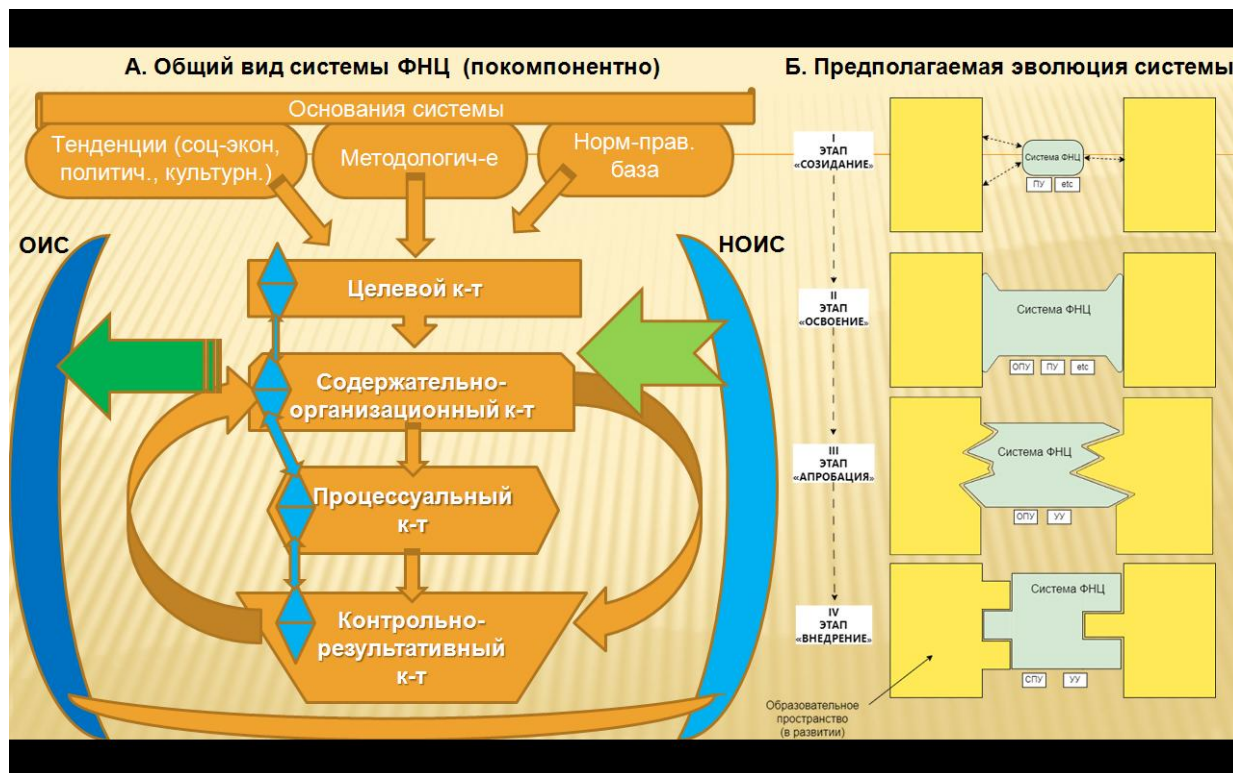 А. Общий вид системы ФНЦ (покомпонентно)
Основания системы
Тенденции (соц-экон,
политич., культурн.)
Методологич-е
Норм-прав.
база
ОИС
НОИС
Целевой к-т
Содержательно-
организационный к-т
Процессуальный
к-т
Контрольно-
результативный
к-т
Б. Предполагаемая эволюция системы
I
ЭТАП
«СОЗИДАНИЕ»
Система ФНЦ
ПУ
etc
II
ЭТАП
«ОСВОЕНИЕ»
Система ФНЦ
ОПУ
ПУ
etc
III
ЭТАП
«АПРОБАЦИЯ»
Система ФНЦ
ОПУ
УУ
IV
ЭТАП
«ВНЕДРЕНИЕ»
Система ФНЦ
СПУ
УУ
Образовательное
пространство
(в развитии)